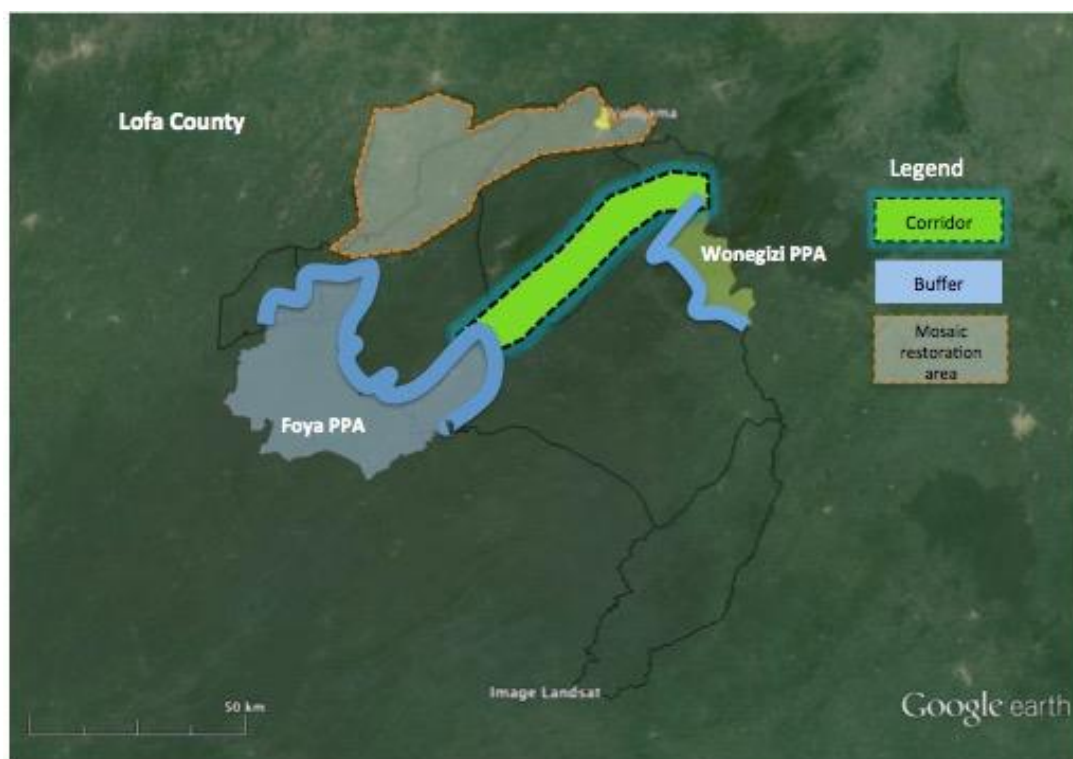 Lofa County
Legend
Corridor
Wonegizi PPA
Buffer
Mosaic
restoration
area
Foya PPA
Image Landsat
50 km
Google earth